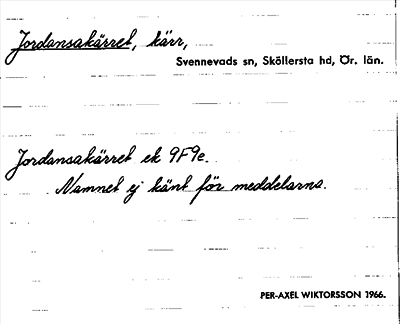 Jordansakärret, kärr,
Svennevads sn, Sköllersta hd, Ör. län.
Jordansakärret ek 9F9e.
Namnet ej känt för meddelarna.
PER-AXEL WIKTORSSON 1966.